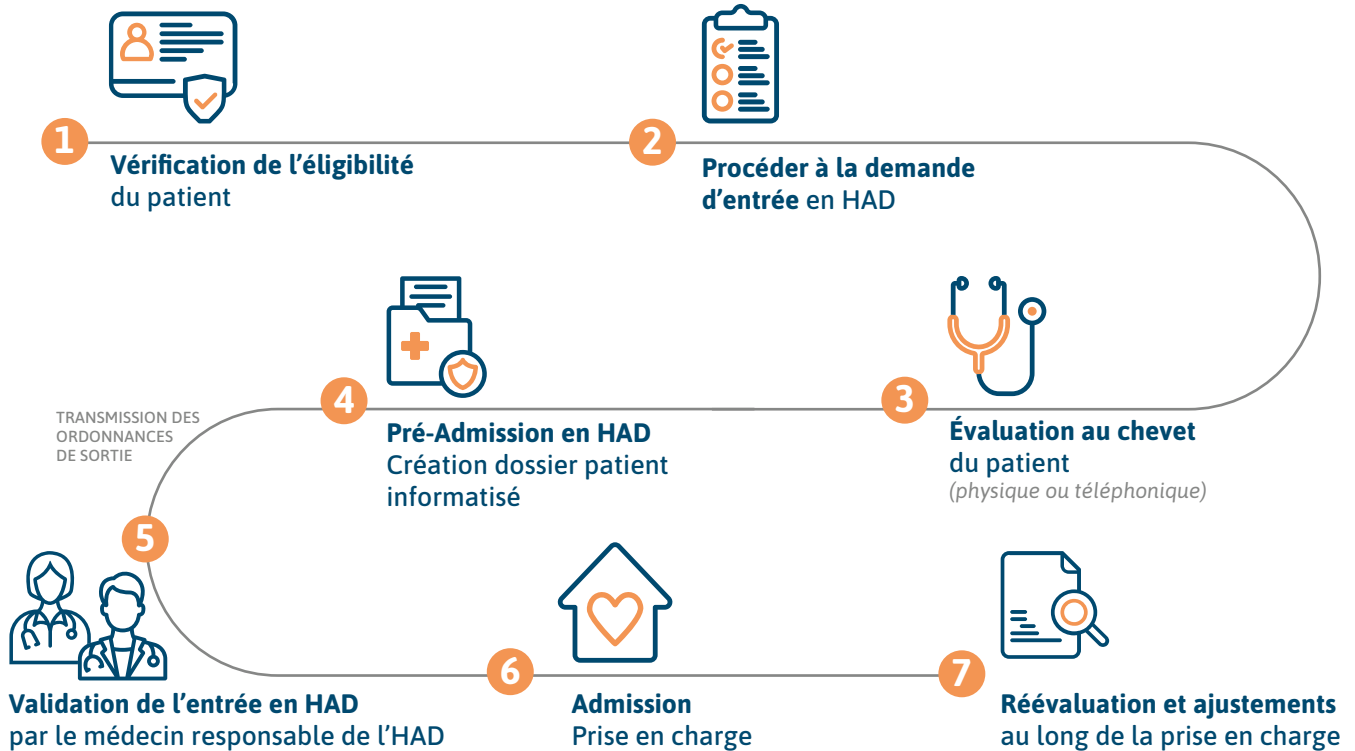 1
Vérification de l’éligibilité
du patient
2
Procéder à la demande
d’entrée en HAD
3
Évaluation au chevet
du patient
(physique ou téléphonique)
4
Pré-Admission en HAD
Création dossier patient
informatisé
TRANSMISSION DES
ORDONNANCES
DE SORTIE
5
Validation de l’entrée en HAD
par le médecin responsable de l’HAD
6
Admission
Prise en charge
7
Réévaluation et ajustements
au long de la prise en charge